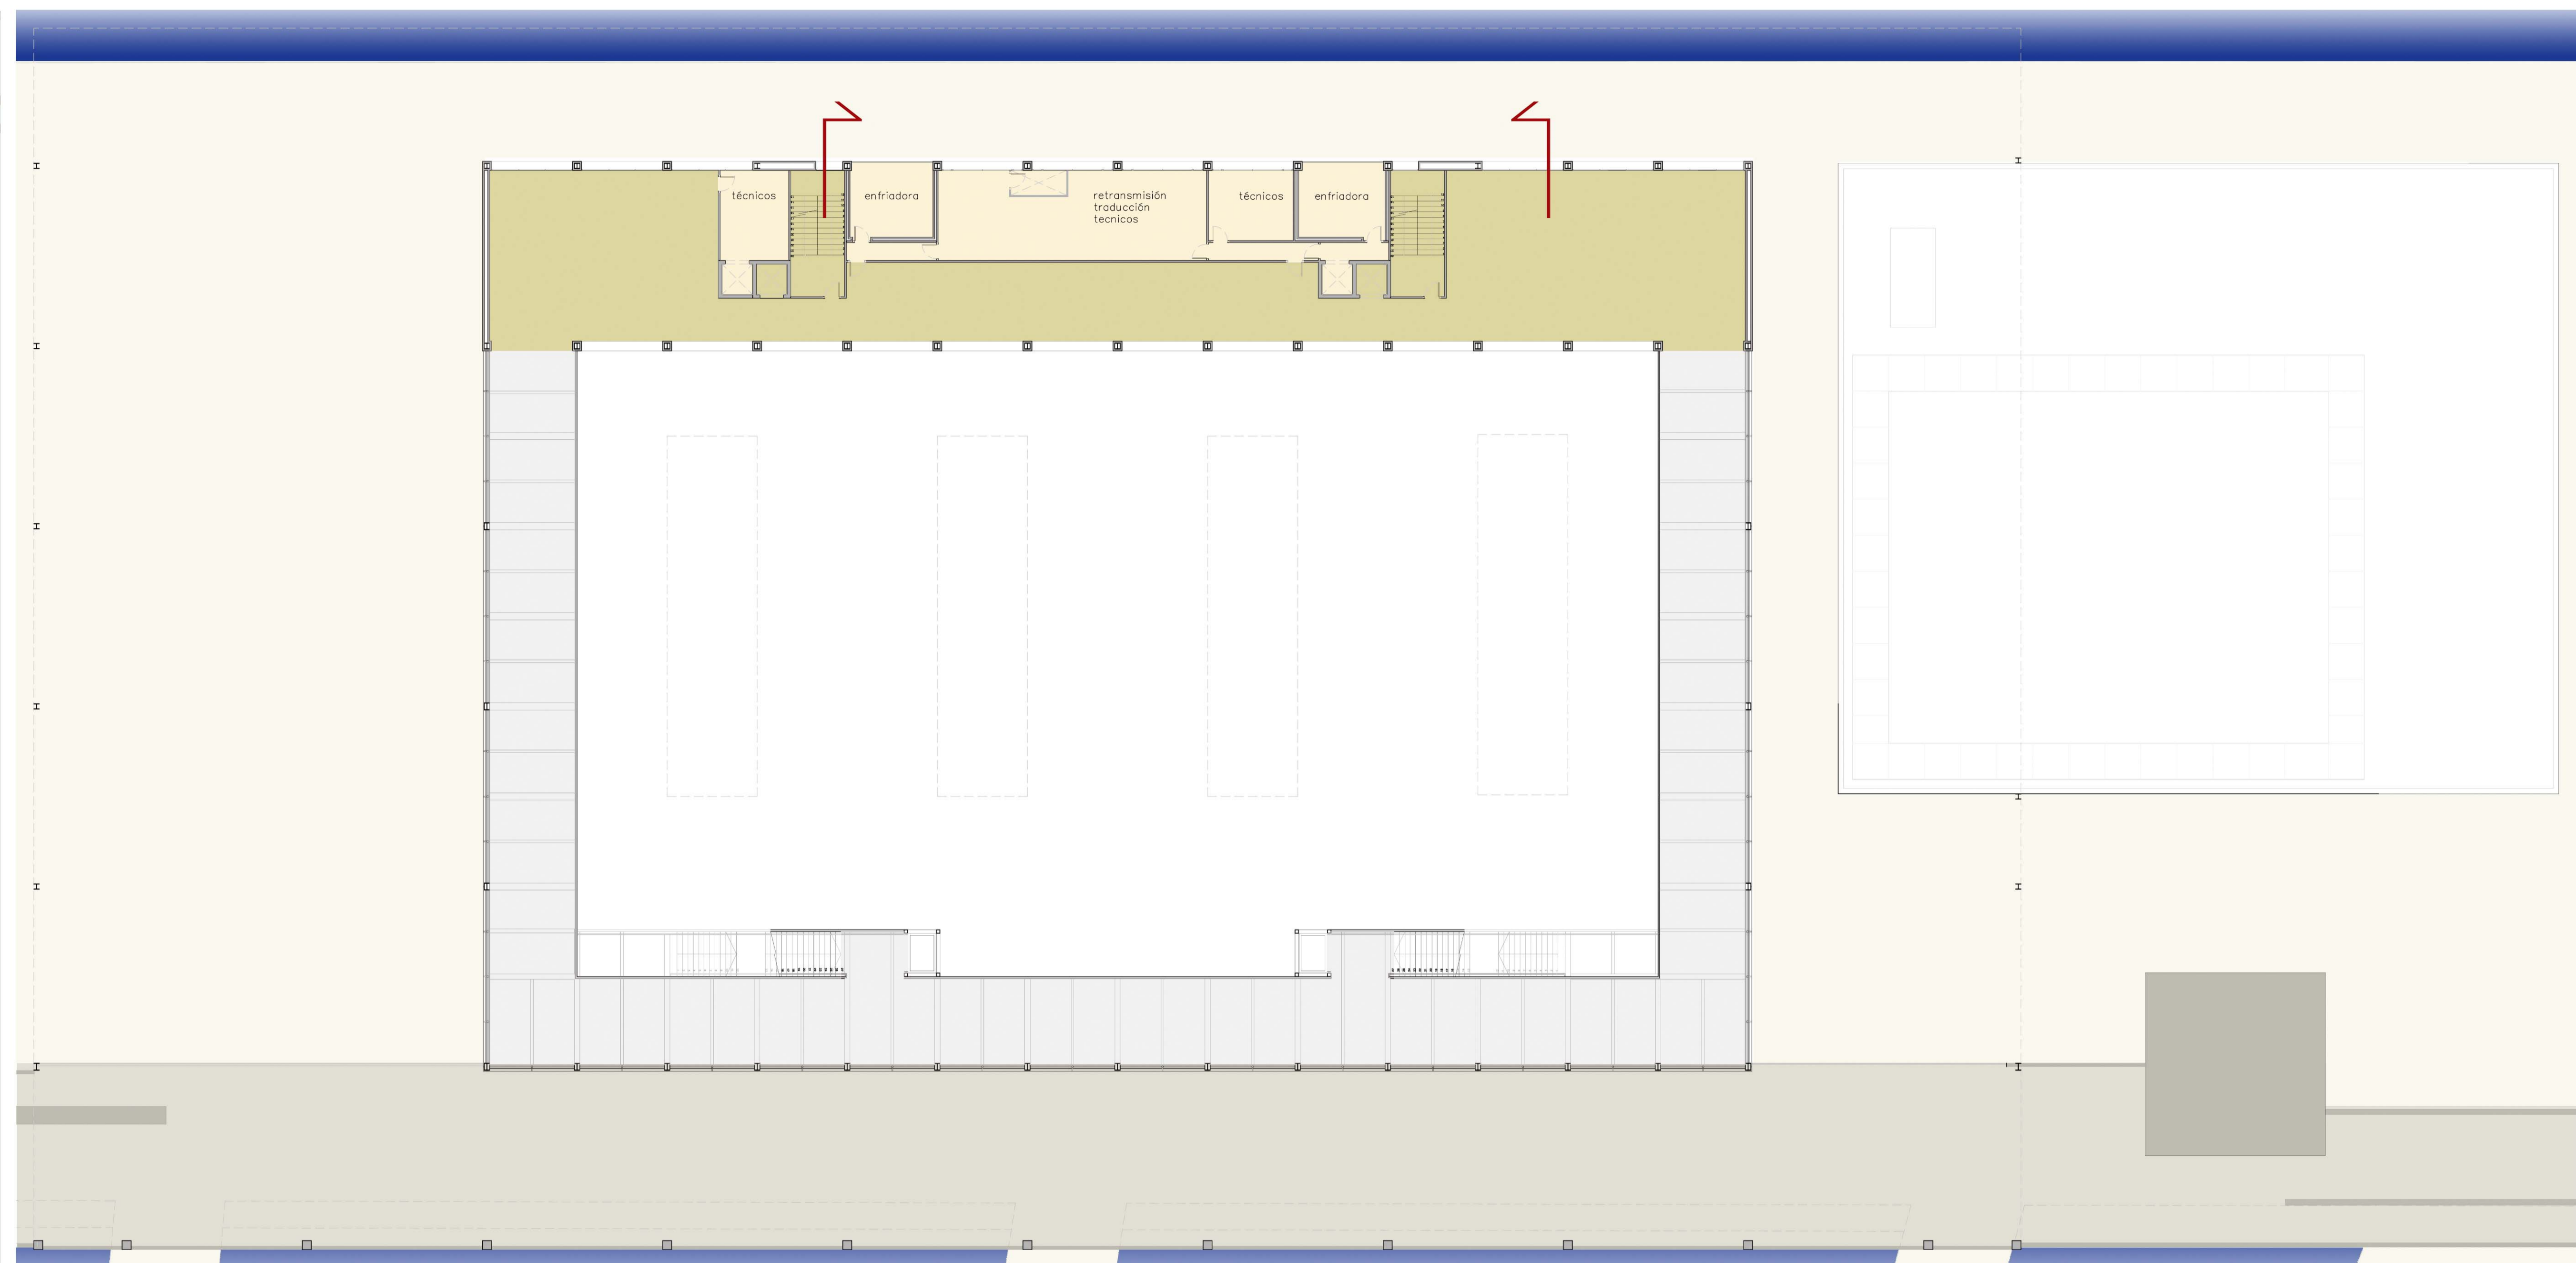 técnicos
enfriadora
retransmisión
traducción
tecnicos
técnicos
enfriadora